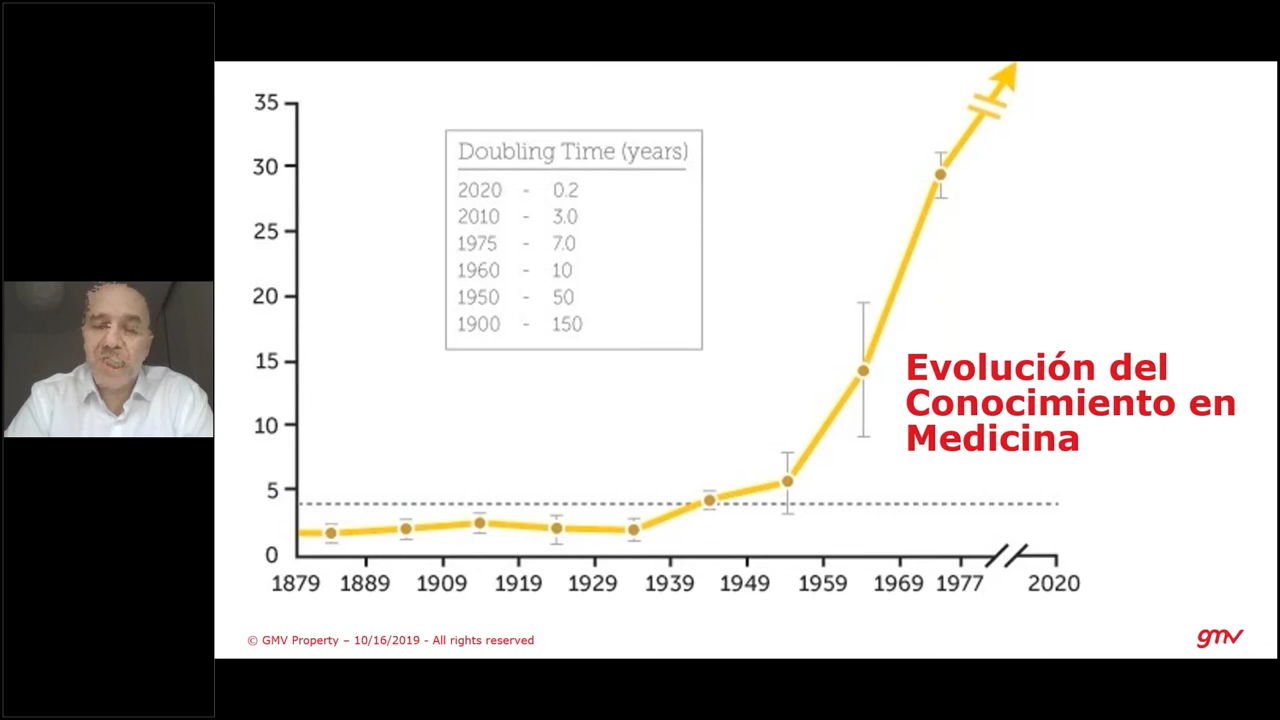 35
30
25
20
15
10
5
0
Doubling Time (years)
2020 - 0.2
2010 - 3.0
1975 - 7.0
1960 - 10
1950 - 50
1900 - 150
Evolución del
Conocimiento en
Medicina
1879 1889 1909 1919 1929 1939 1949 1959 1969 1977 2020
© GMV Property – 10/16/2019 - All rights reserved
gmv